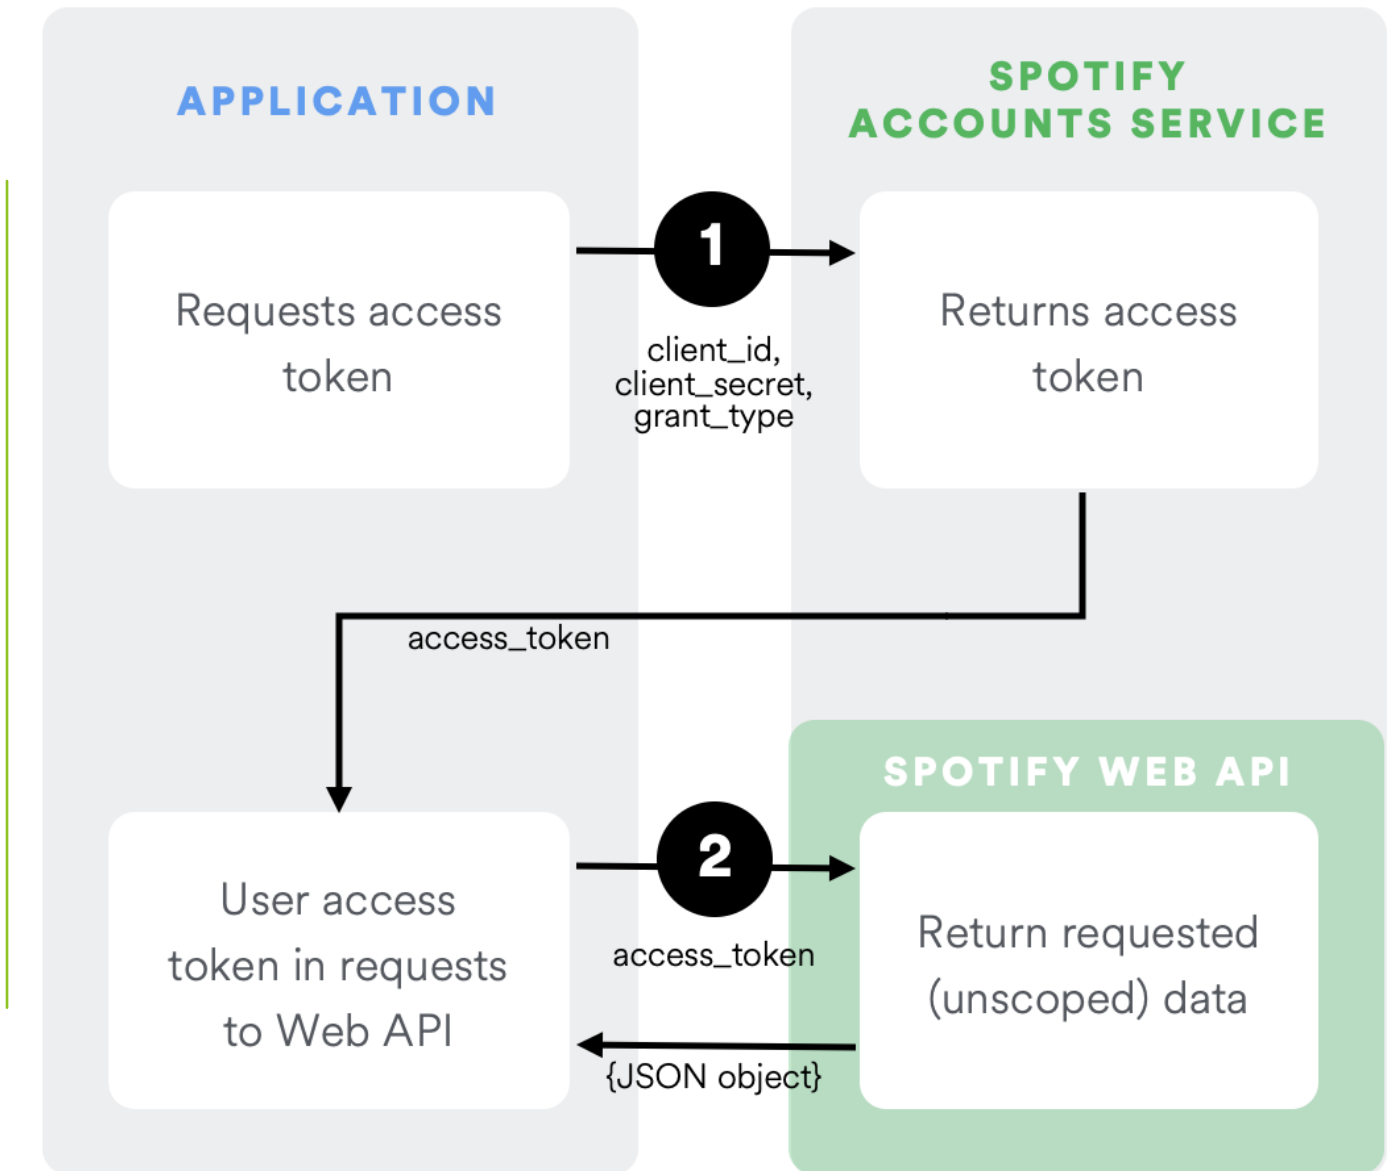 APPLICATION
SPOTIFY
ACCOUNTS SERVICE
Requests access
token
1
client_id,
client_secret,
grant_type
Returns access
token
access_token
SPOTIFY WEB API
User access
token in requests
to Web API
2
access_token
{JSON object}
Return requested
(unscoped) data